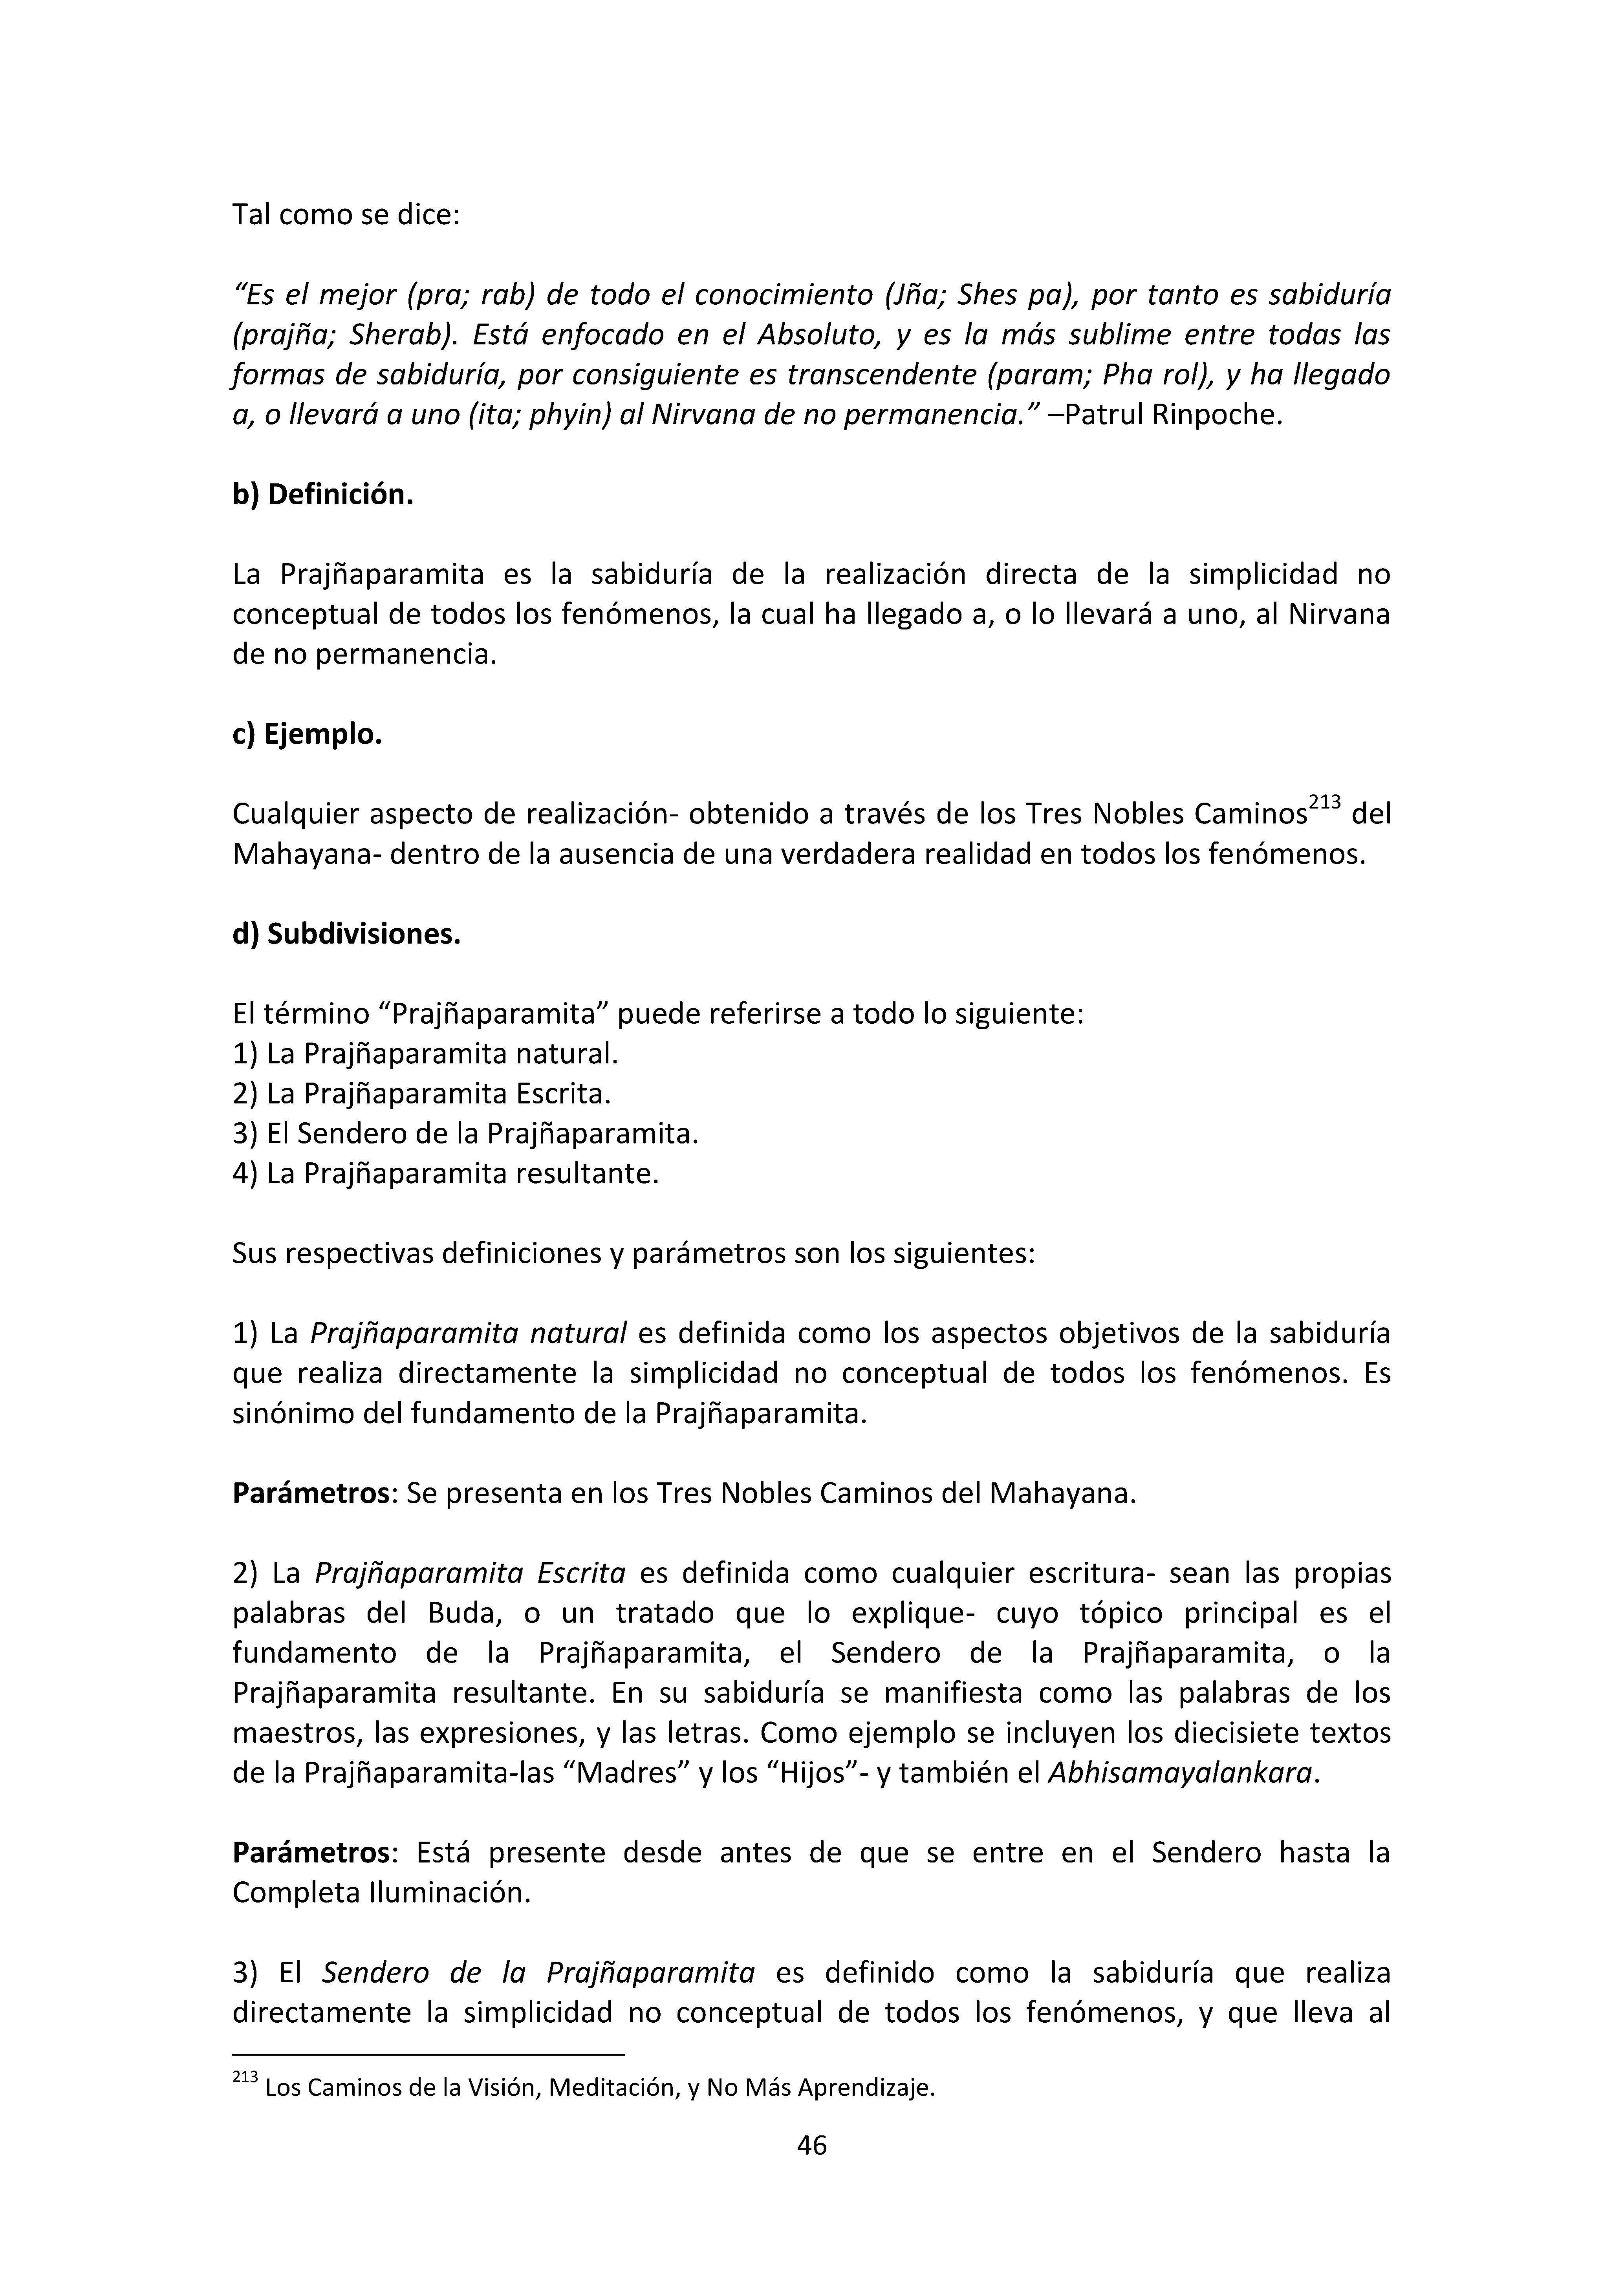 Tal como se dice:
“Es el mejor (pra; rab) de todo el conocimiento (Jña; Shes pa), por tanto es sabiduría
(prajña; Sherab). Está enfocado en el Absoluto, y es la más sublime entre todas las
formas de sabiduría, por consiguiente es transcendente (param; Pha rol), y ha llegado
a, o llevará a uno (ita; phyin) al Nirvana de no permanencia.” –Patrul Rinpoche.
b) Definición.
La Prajñaparamita es la sabiduría de la realización directa de la simplicidad no
conceptual de todos los fenómenos, la cual ha llegado a, o lo llevará a uno, al Nirvana
de no permanencia.
c) Ejemplo.
Cualquier aspecto de realización- obtenido a través de los Tres Nobles Caminos213 del
Mahayana- dentro de la ausencia de una verdadera realidad en todos los fenómenos.
d) Subdivisiones.
El término “Prajñaparamita” puede referirse a todo lo siguiente:
1) La Prajñaparamita natural.
2) La Prajñaparamita Escrita.
3) El Sendero de la Prajñaparamita.
4) La Prajñaparamita resultante.
Sus respectivas definiciones y parámetros son los siguientes:
1) La Prajñaparamita natural es definida como los aspectos objetivos de la sabiduría
que realiza directamente la simplicidad no conceptual de todos los fenómenos. Es
sinónimo del fundamento de la Prajñaparamita.
Parámetros: Se presenta en los Tres Nobles Caminos del Mahayana.
2) La Prajñaparamita Escrita es definida como cualquier escritura- sean las propias
palabras del Buda, o un tratado que lo explique- cuyo tópico principal es el
fundamento de la Prajñaparamita, el Sendero de la Prajñaparamita, o la
Prajñaparamita resultante. En su sabiduría se manifiesta como las palabras de los
maestros, las expresiones, y las letras. Como ejemplo se incluyen los diecisiete textos
de la Prajñaparamita-las “Madres” y los “Hijos”- y también el Abhisamayalankara.
Parámetros: Está presente desde antes de que se entre en el Sendero hasta la
Completa Iluminación.
3) El Sendero de la Prajñaparamita es definido como la sabiduría que realiza
directamente la simplicidad no conceptual de todos los fenómenos, y que lleva al
213 Los Caminos de la Visión, Meditación, y No Más Aprendizaje.
46